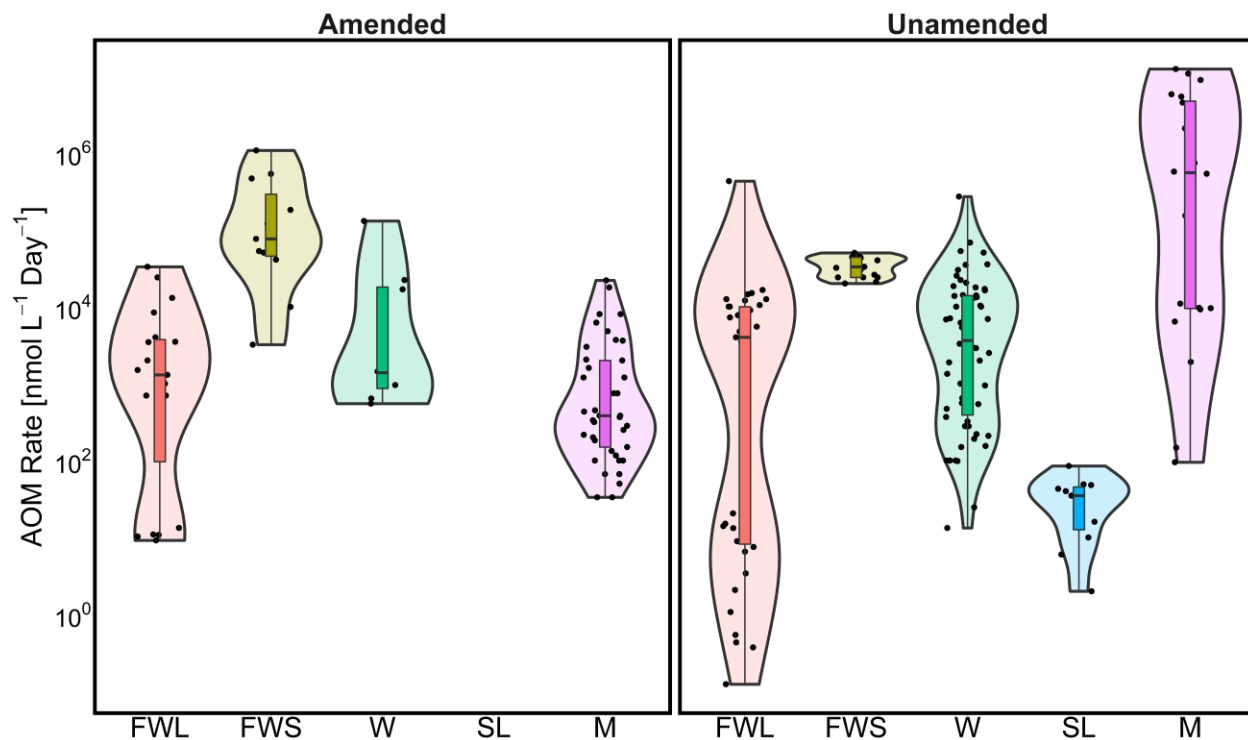 Amended
Unamended
AOM Rate [nmol L⁻¹ Day⁻¹]
10⁶
10⁴
10²
10⁰
FWL FWS W SL M
FWL FWS W SL M